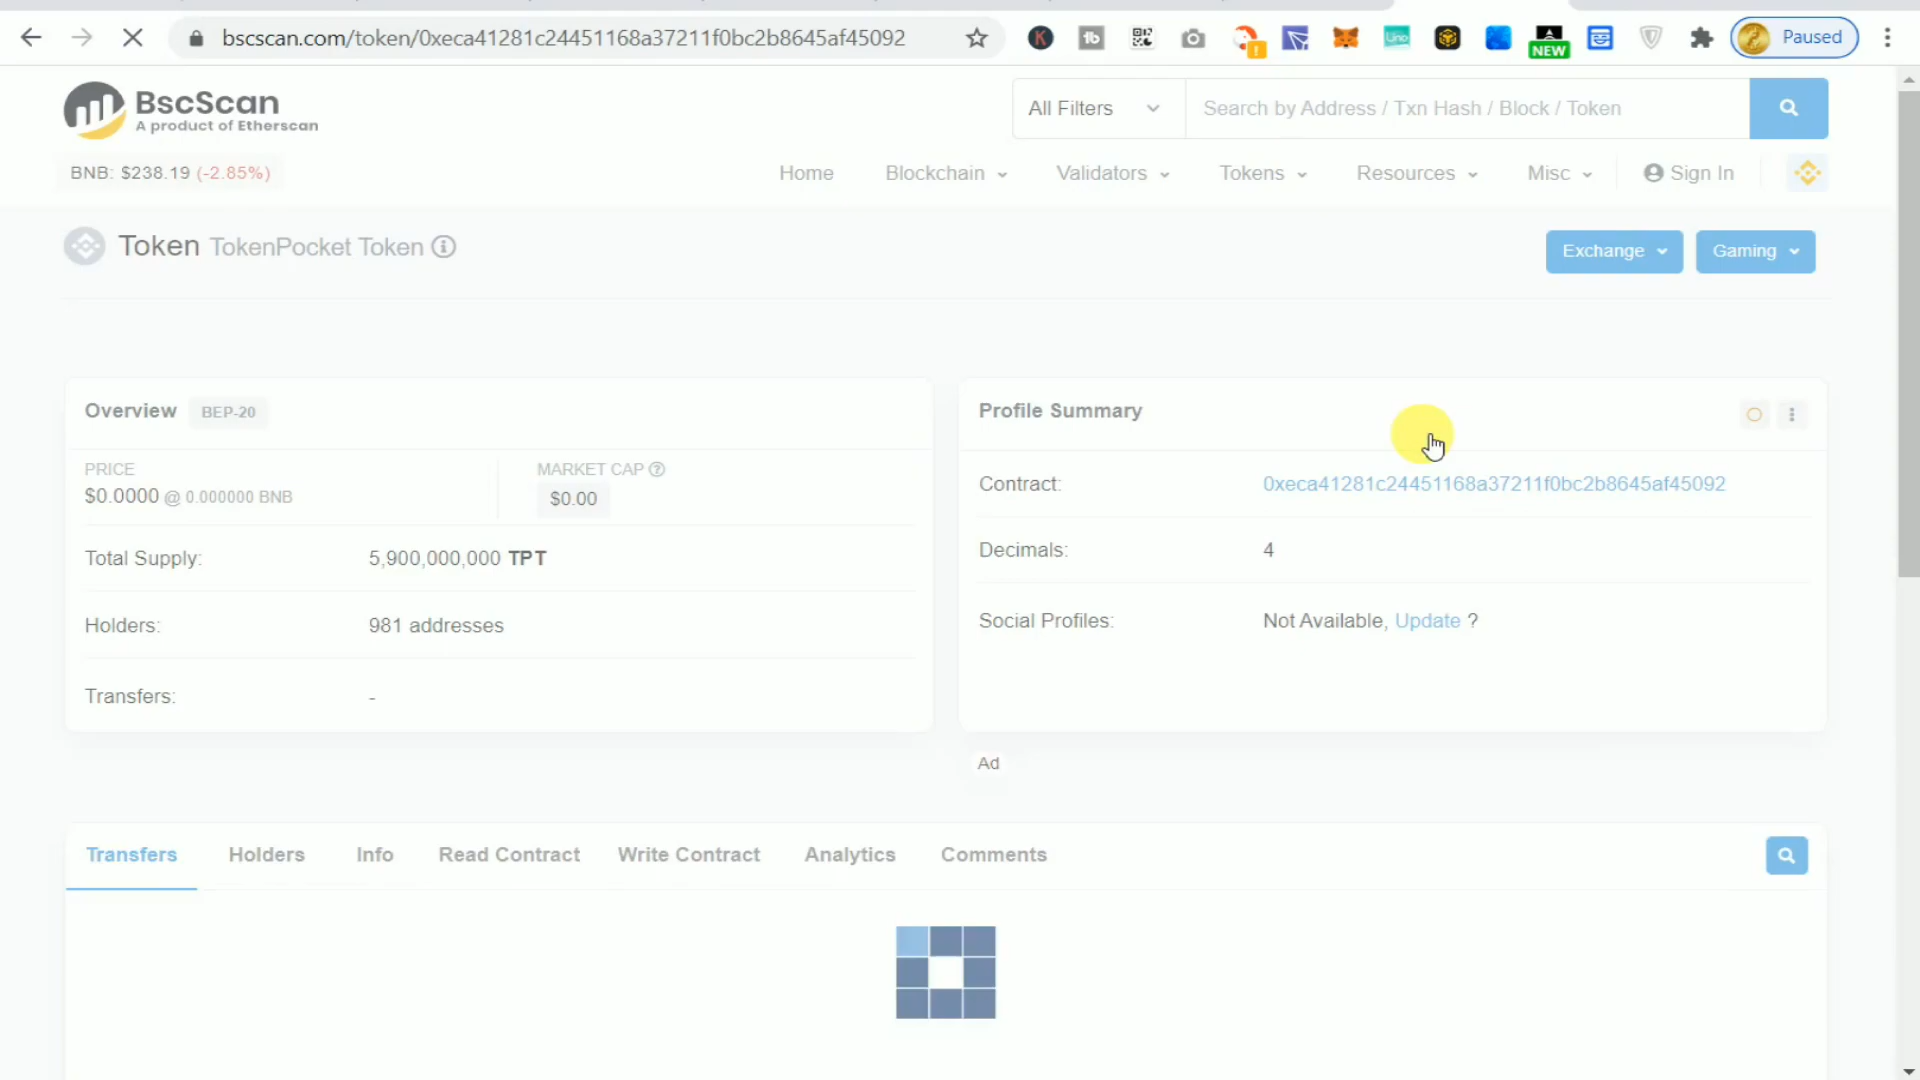 bscscan.com/token/0xeca41281c24451168a37211f0bc2b8645af45092
NEW
Paused
BscScan
A product of Etherscan
All Filters
Search by Address / Txn Hash / Block / Token
BNB: $238.19 (-2.85%)
Home Blockchain Validators Tokens Resources Misc Sign In
Token TokenPocket Token
Exchange Gaming
Overview BEP-20
Profile Summary
PRICE
$0.0000 @ 0.000000 BNB
MARKET CAP
$0.00
Contract: 0xeca41281c24451168a37211f0bc2b8645af45092
Total Supply: 5,900,000,000 TPT
Decimals: 4
Holders: 981 addresses
Social Profiles: Not Available, Update ?
Transfers: -
Ad
Transfers Holders Info Read Contract Write Contract Analytics Comments